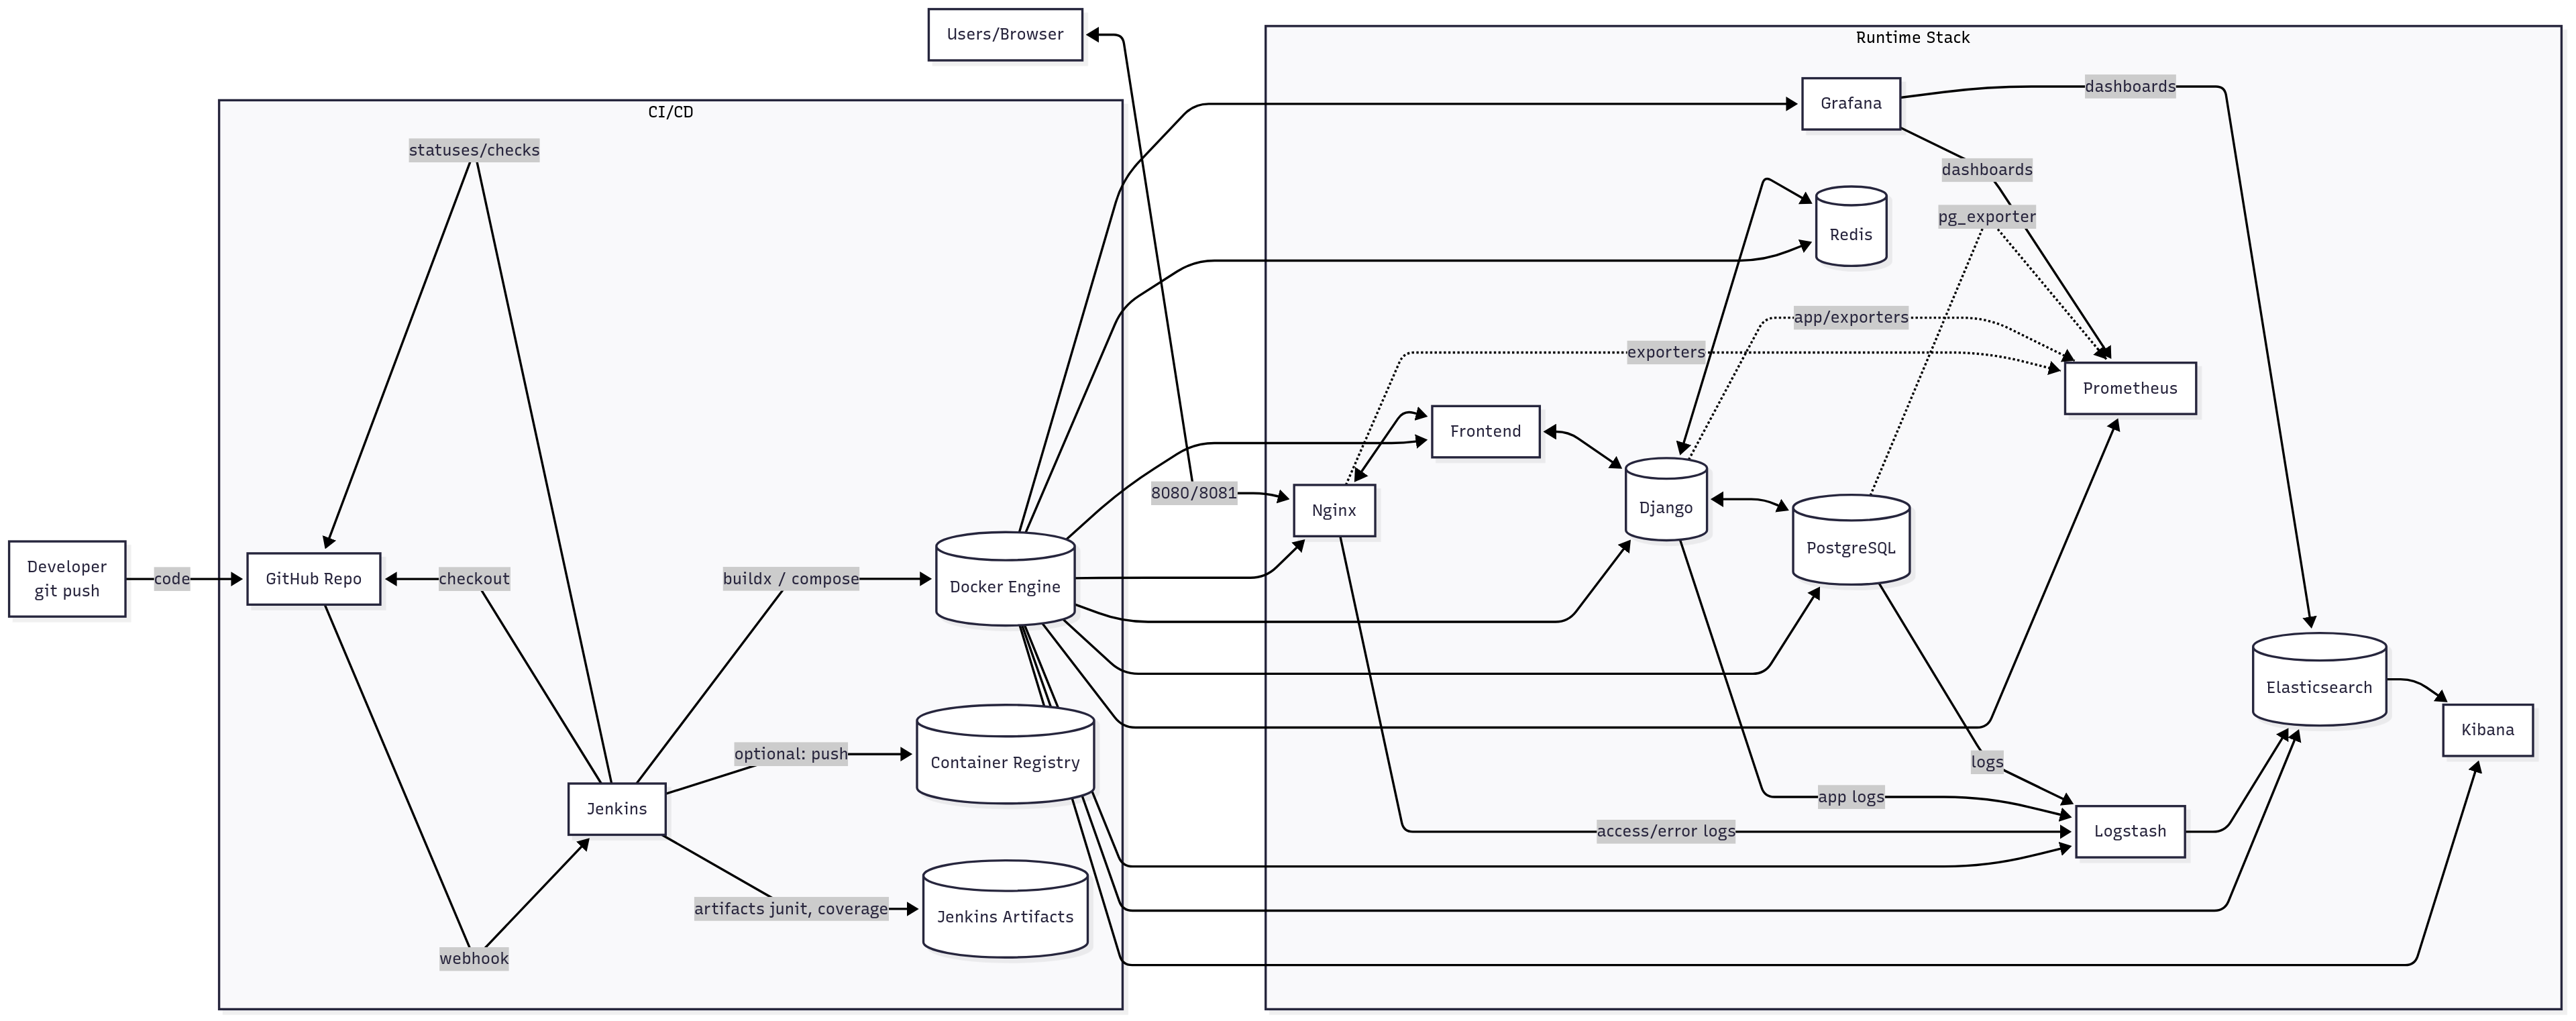 Users/Browser
Runtime Stack
CI/CD
Grafana
dashboards
statuses/checks
dashboards
pg_exporter
Redis
app/exporters
exporters
Prometheus
Frontend
8080/8081
Nginx
Django
PostgreSQL
Developer
git push
code
GitHub Repo
checkout
buildx / compose
Docker Engine
Elasticsearch
Kibana
optional: push
Container Registry
logs
Jenkins
app logs
access/error logs
Logstash
artifacts junit, coverage
Jenkins Artifacts
webhook